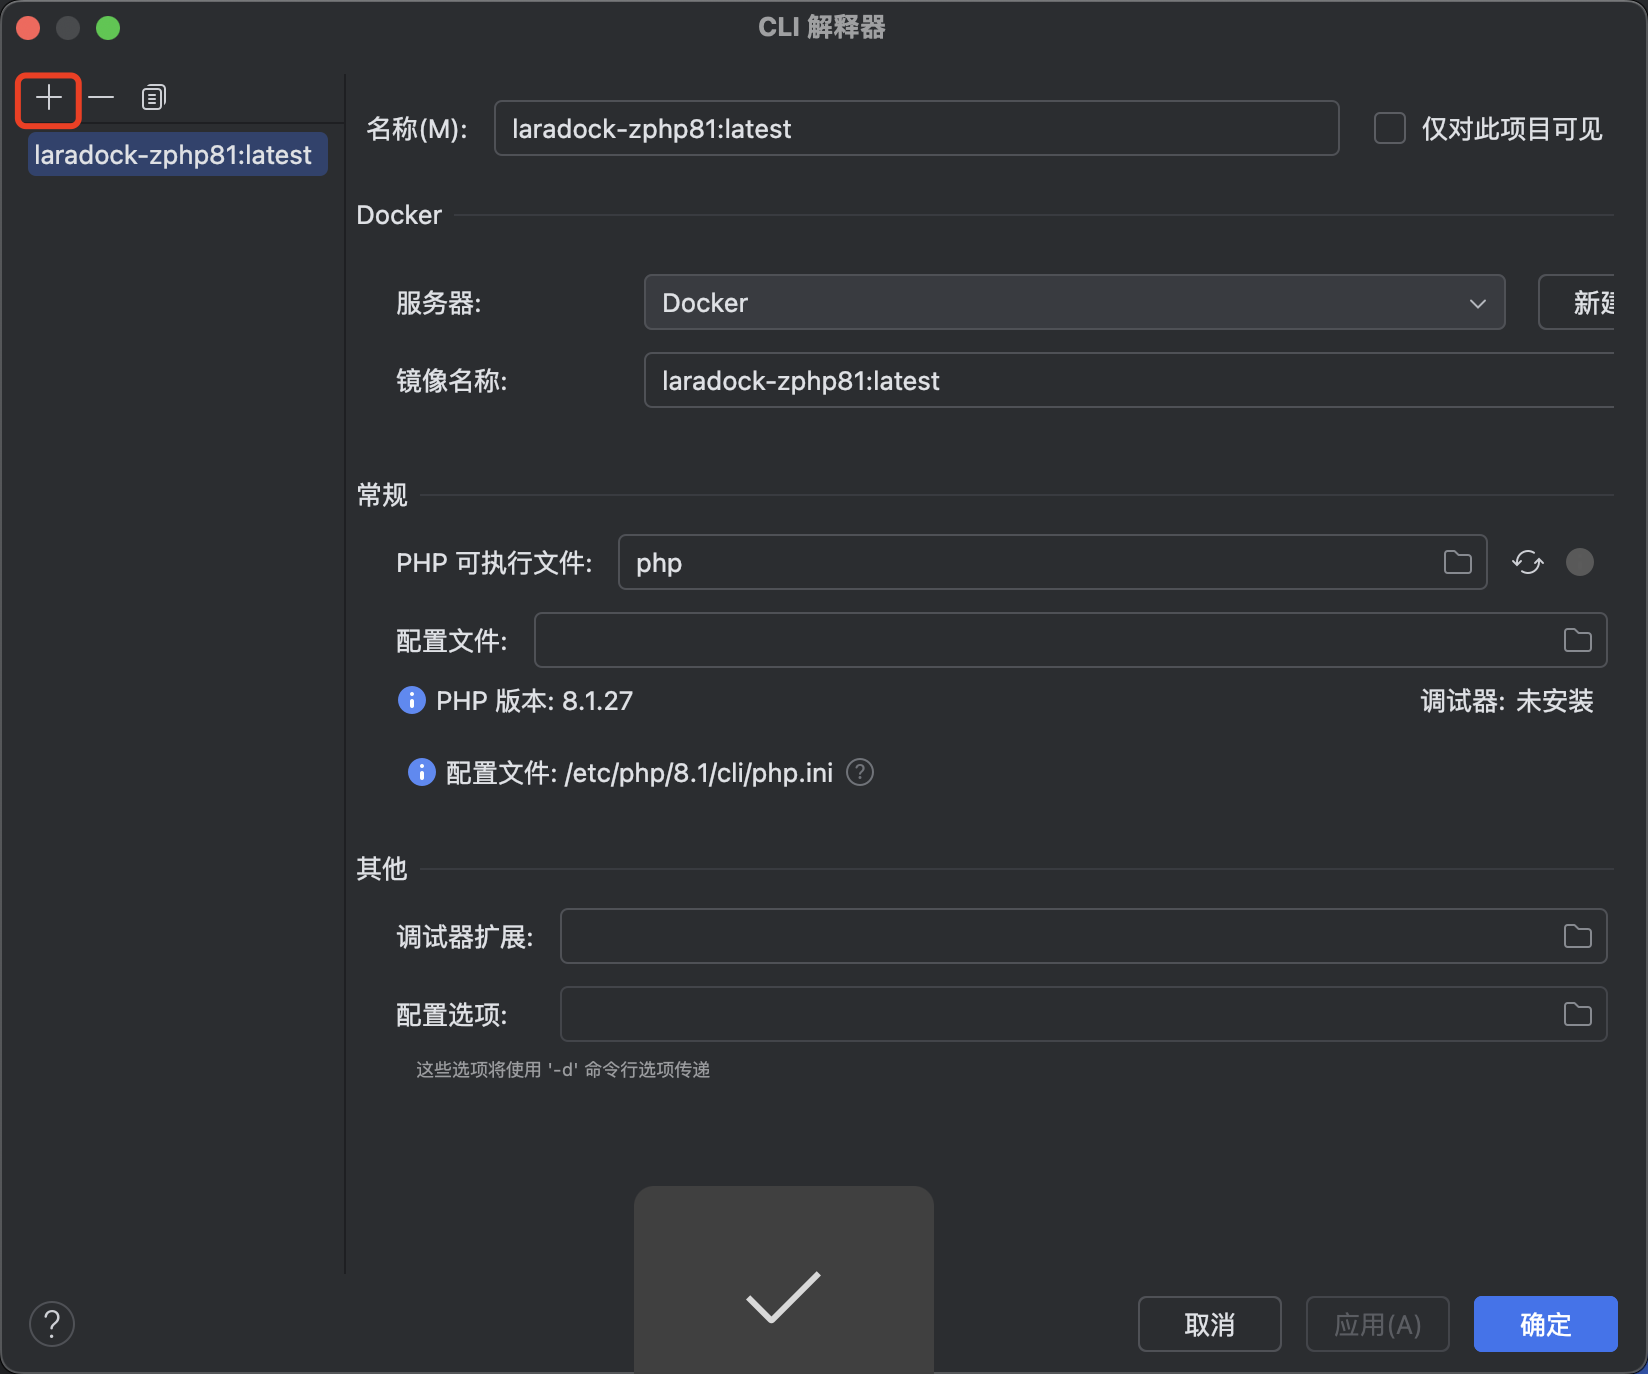 CLI 解释器
laradock-zphp81:latest
名称(M): laradock-zphp81:latest 仅对此项目可见
Docker
服务器: Docker 新建
镜像名称: laradock-zphp81:latest
常规
PHP 可执行文件: php
配置文件:
PHP 版本: 8.1.27 调试器: 未安装
配置文件: /etc/php/8.1/cli/php.ini
其他
调试器扩展:
配置选项:
这些选项将使用 '-d' 命令行选项传递
取消 应用(A) 确定